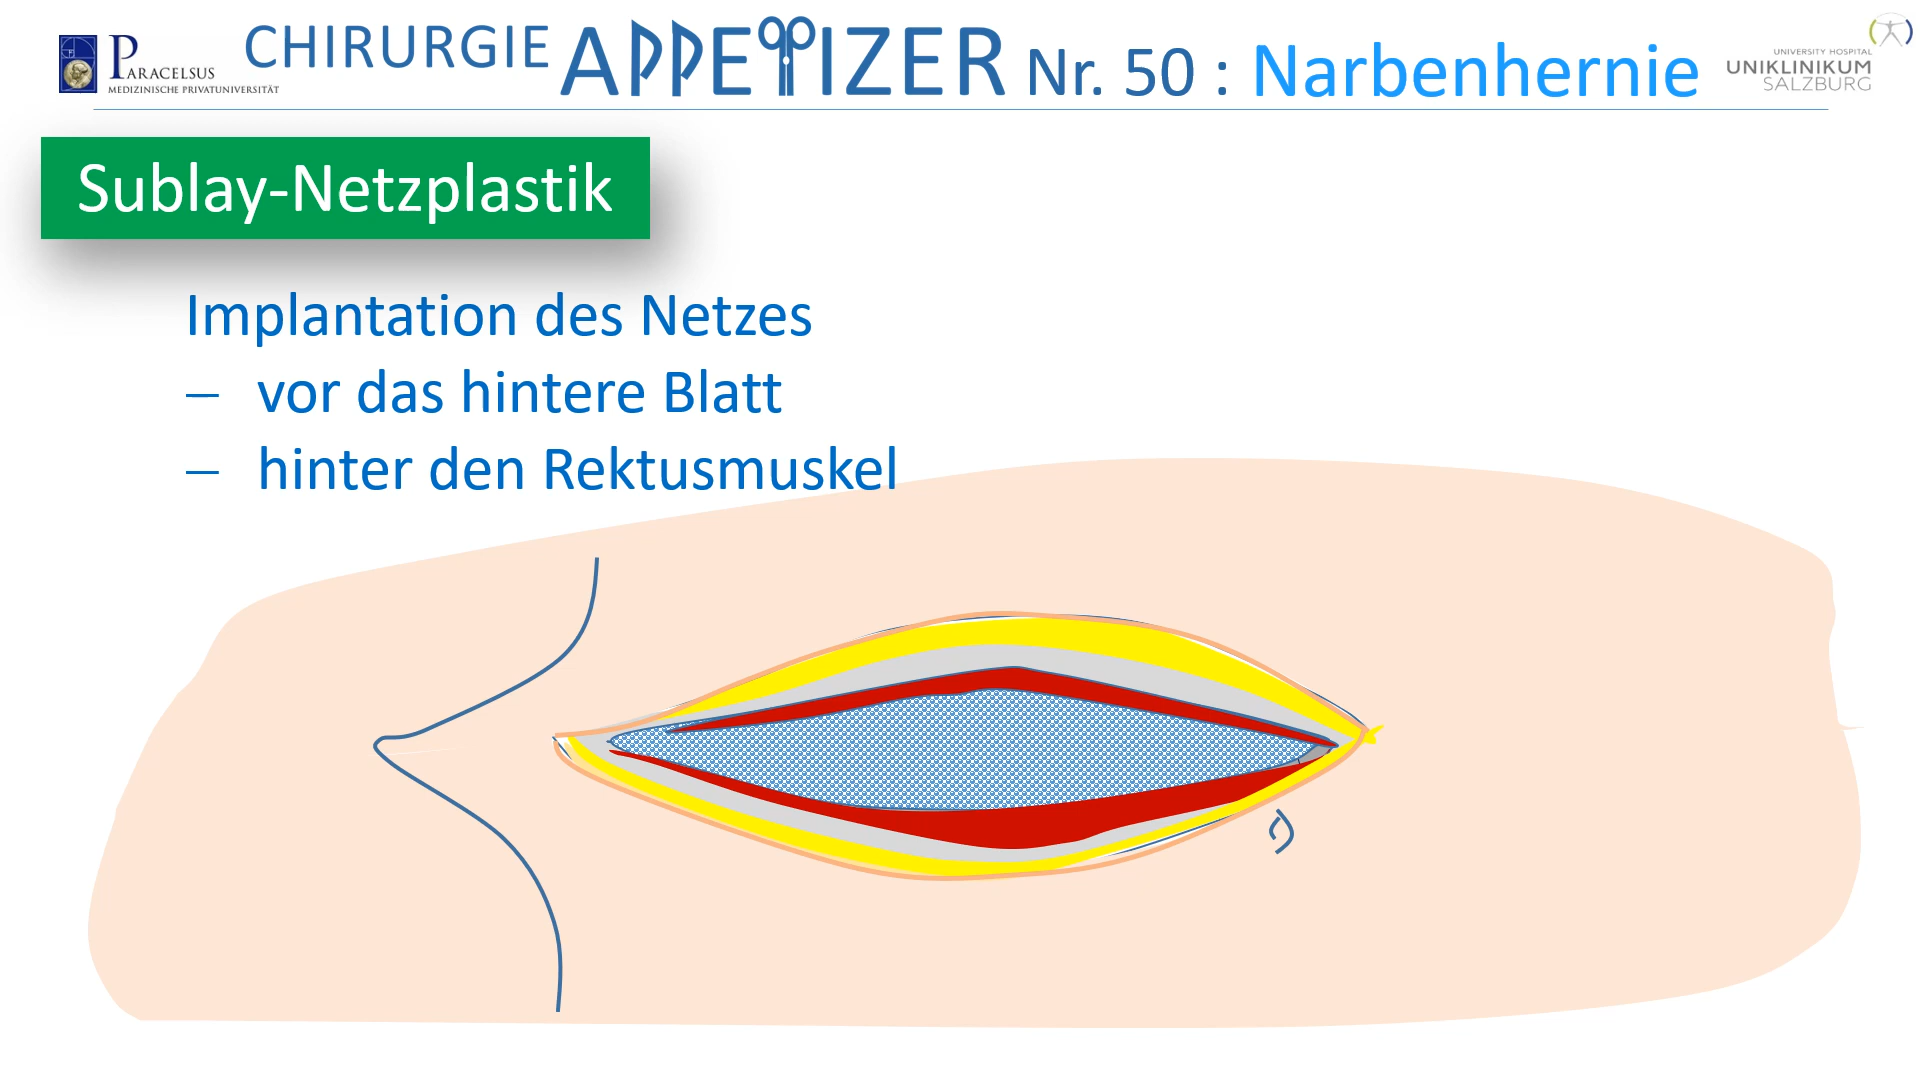 PARACELSUS
MEDIZINISCHE PRIVATUNIVERSITÄT
CHIRURGIE APPETIZER Nr. 50 : Narbenhernie
UNIVERSITY HOSPITAL
UNIKLINIKUM
SALZBURG
Sublay-Netzplastik
Implantation des Netzes
– vor das hintere Blatt
– hinter den Rektusmuskel